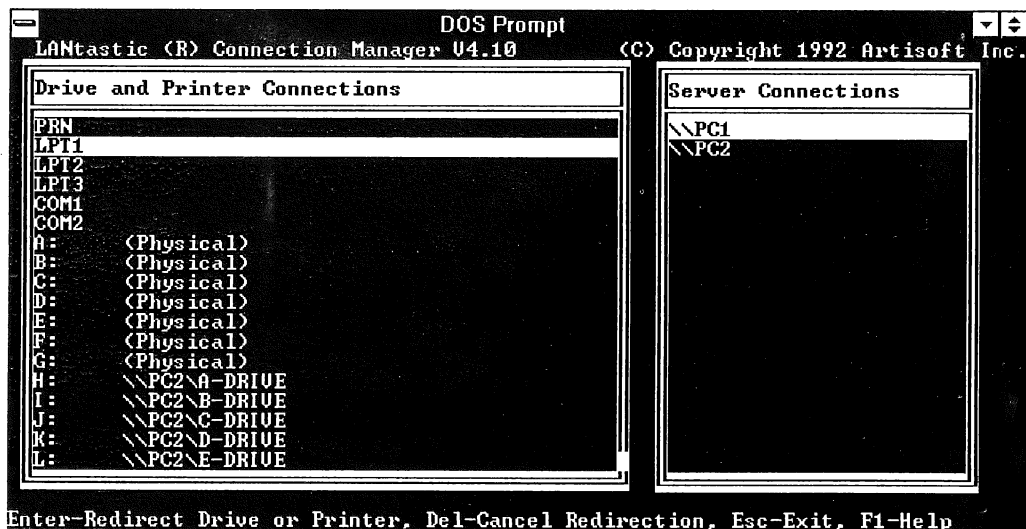 DOS Prompt
LANtastic (R) Connection Manager V4.10 (C) Copyright 1992 Artisoft Inc.
Drive and Printer Connections
PRN
LPT1
LPT2
LPT3
COM1
COM2
A: (Physical)
B: (Physical)
C: (Physical)
D: (Physical)
E: (Physical)
F: (Physical)
G: (Physical)
H: \\PC2\A-DRIVE
I: \\PC2\B-DRIVE
J: \\PC2\C-DRIVE
K: \\PC2\D-DRIVE
L: \\PC2\E-DRIVE
Server Connections
\\PC1
\\PC2
Enter-Redirect Drive or Printer, Del-Cancel Redirection, Esc-Exit, F1-Help